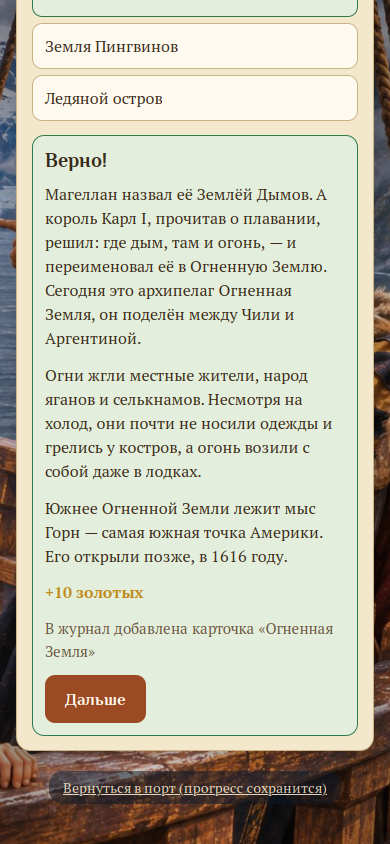 Земля Пингвинов
Ледяной остров
Верно!
Магеллан назвал её Землёй Дымов. А
король Карл I, прочитав о плавании,
решил: где дым, там и огонь, — и
переименовал её в Огненную Землю.
Сегодня это архипелаг Огненная
Земля, он поделён между Чили и
Аргентиной.
Огни жгли местные жители, народ
яганов и селькнамов. Несмотря на
холод, они почти не носили одежды и
грелись у костров, а огонь возили с
собой даже в лодках.
Южнее Огненной Земли лежит мыс
Горн — самая южная точка Америки.
Его открыли позже, в 1616 году.
+10 золотых
В журнал добавлена карточка «Огненная
Земля»
Дальше
Вернуться в порт (прогресс сохранится)